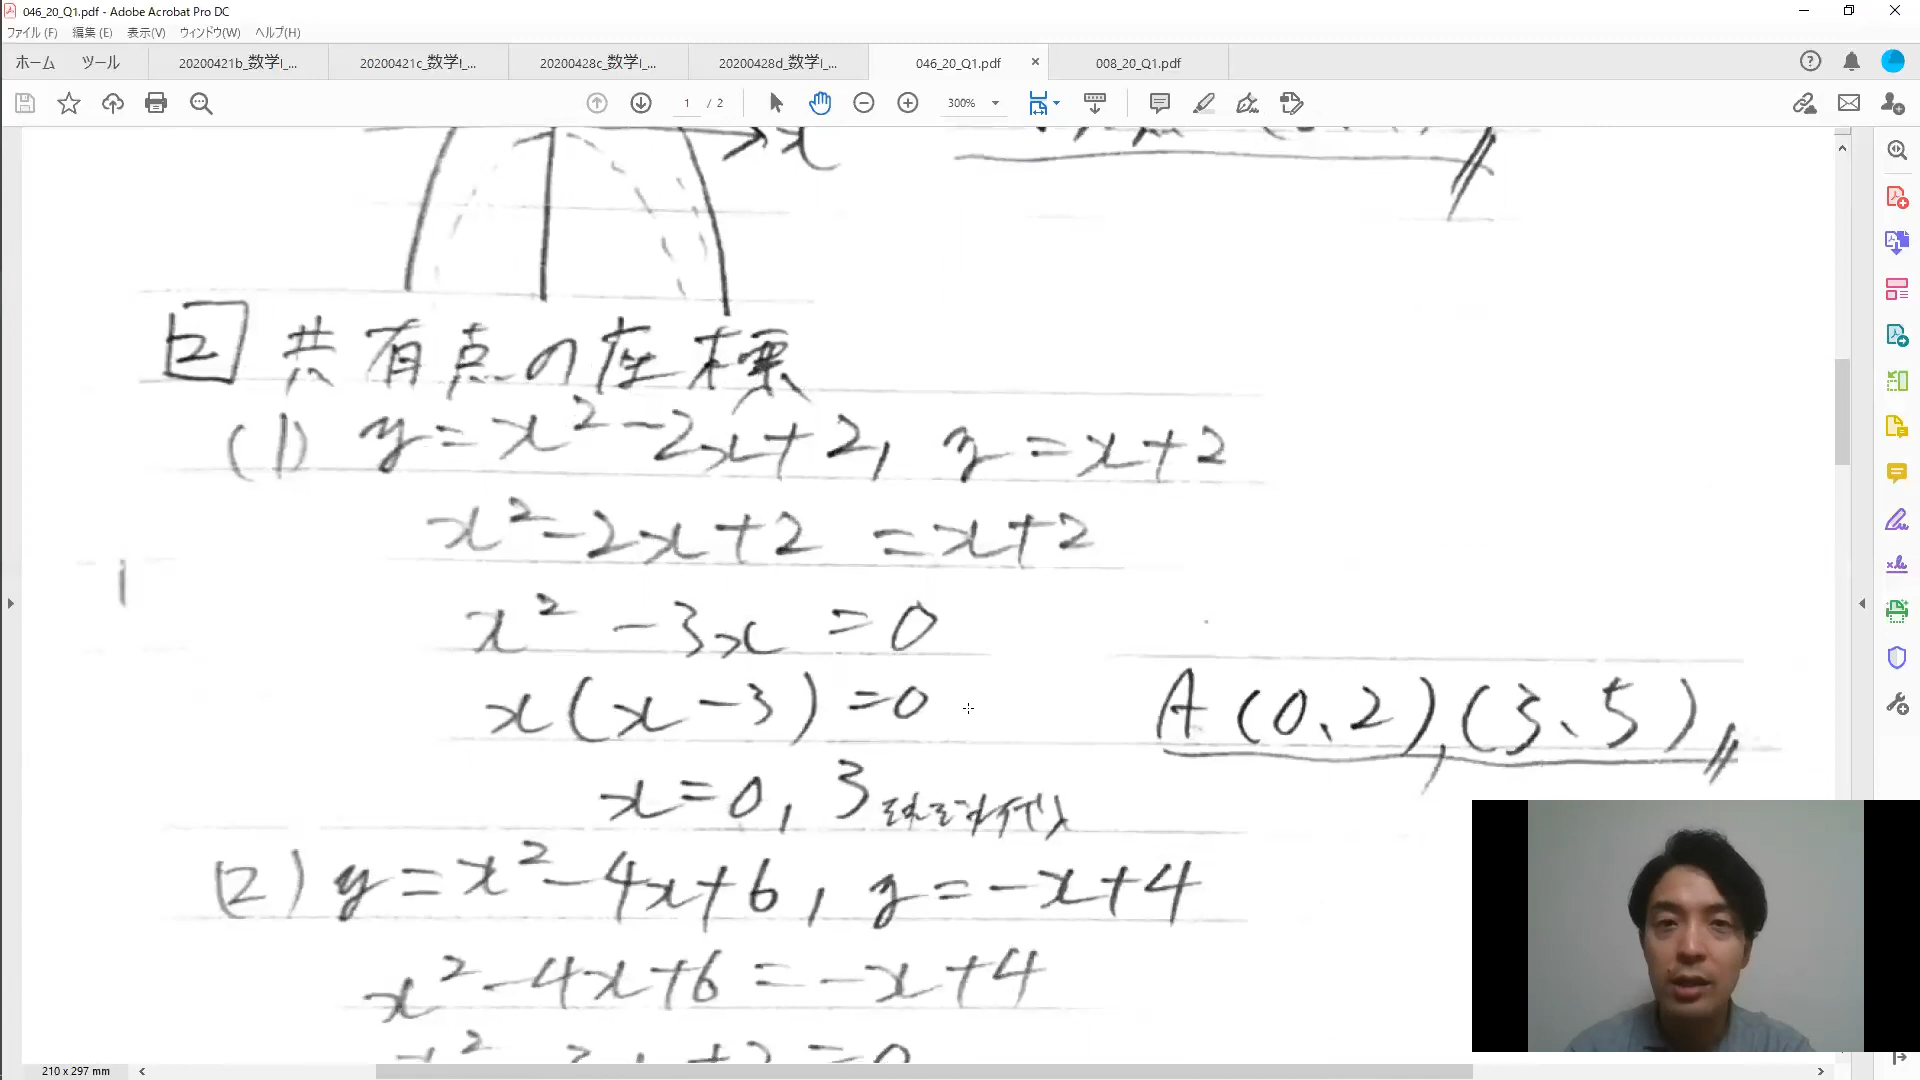 046_20_Q1.pdf - Adobe Acrobat Pro DC
ファイル(F) 編集(E) 表示(V) ウィンドウ(W) ヘルプ(H)
ホーム ツール 20200421b_数学I_... 20200421c_数学I_... 20200428c_数学I_... 20200428d_数学I_... 046_20_Q1.pdf × 008_20_Q1.pdf
1 / 2 300%
x
2 共有点の座標
(1) y=x²-2x+2, y=x+2
x²-2x+2 =x+2
x² -3x =0
x(x-3)=0
A(0、2),(3、5)
x=0, 3 それぞれ代入
(2) y=x²-4x+6, y=-x+4
x²-4x+6=-x+4
210 x 297 mm